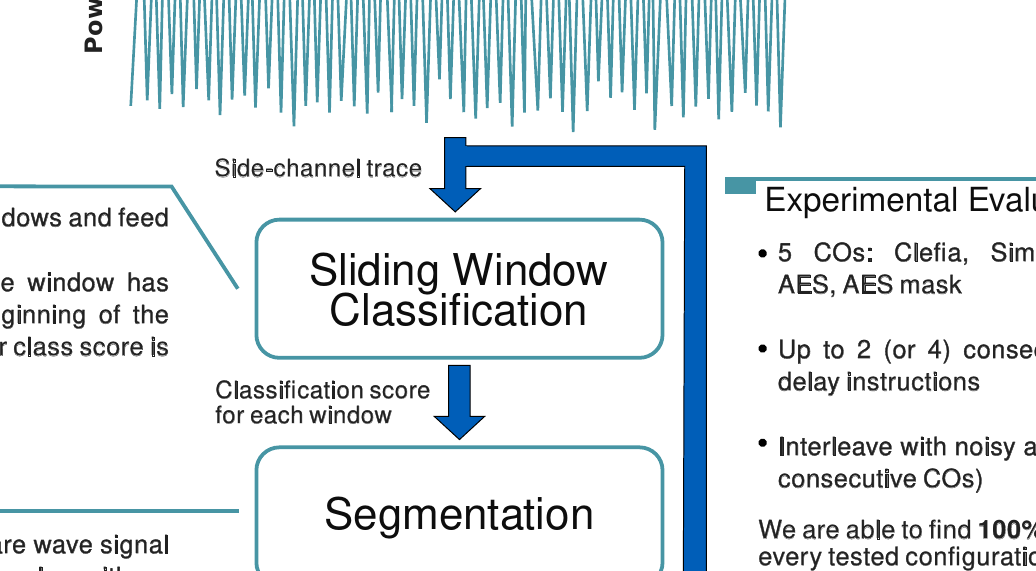 Pow
Side-channel trace
dows and feed
e window has
ginning of the
r class score is
Sliding Window
Classification
Classification score
for each window
Segmentation
are wave signal
Experimental Evalu
• 5 COs: Clefia, Sim
AES, AES mask
• Up to 2 (or 4) consec
delay instructions
• Interleave with noisy a
consecutive COs)
We are able to find 100%
every tested configuratio